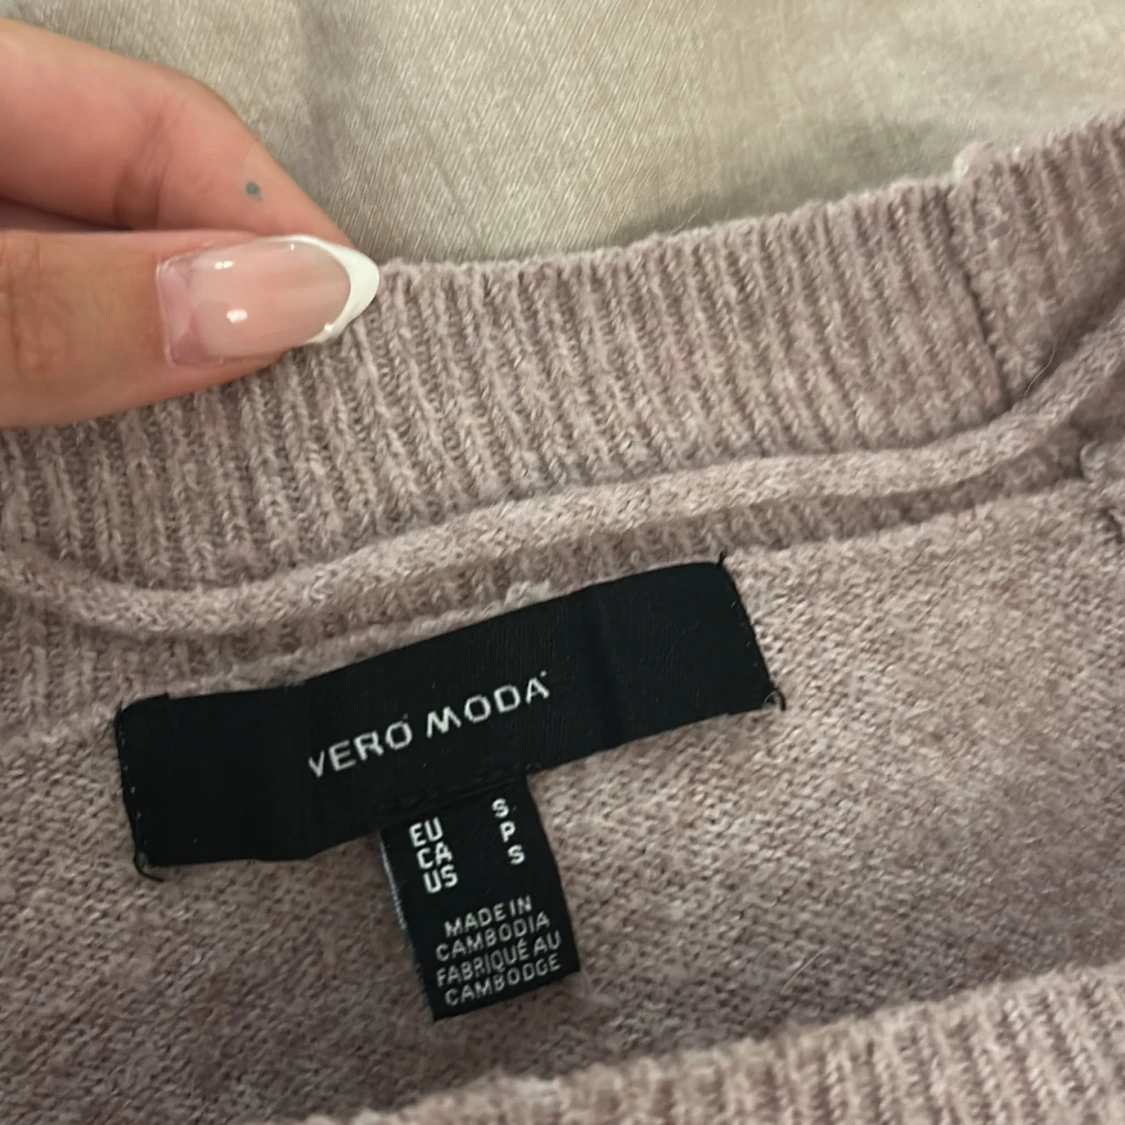 VERO MODA
EU S
CA P
US S
MADE IN
CAMBODIA
FABRIQUÉ AU
CAMBODGE